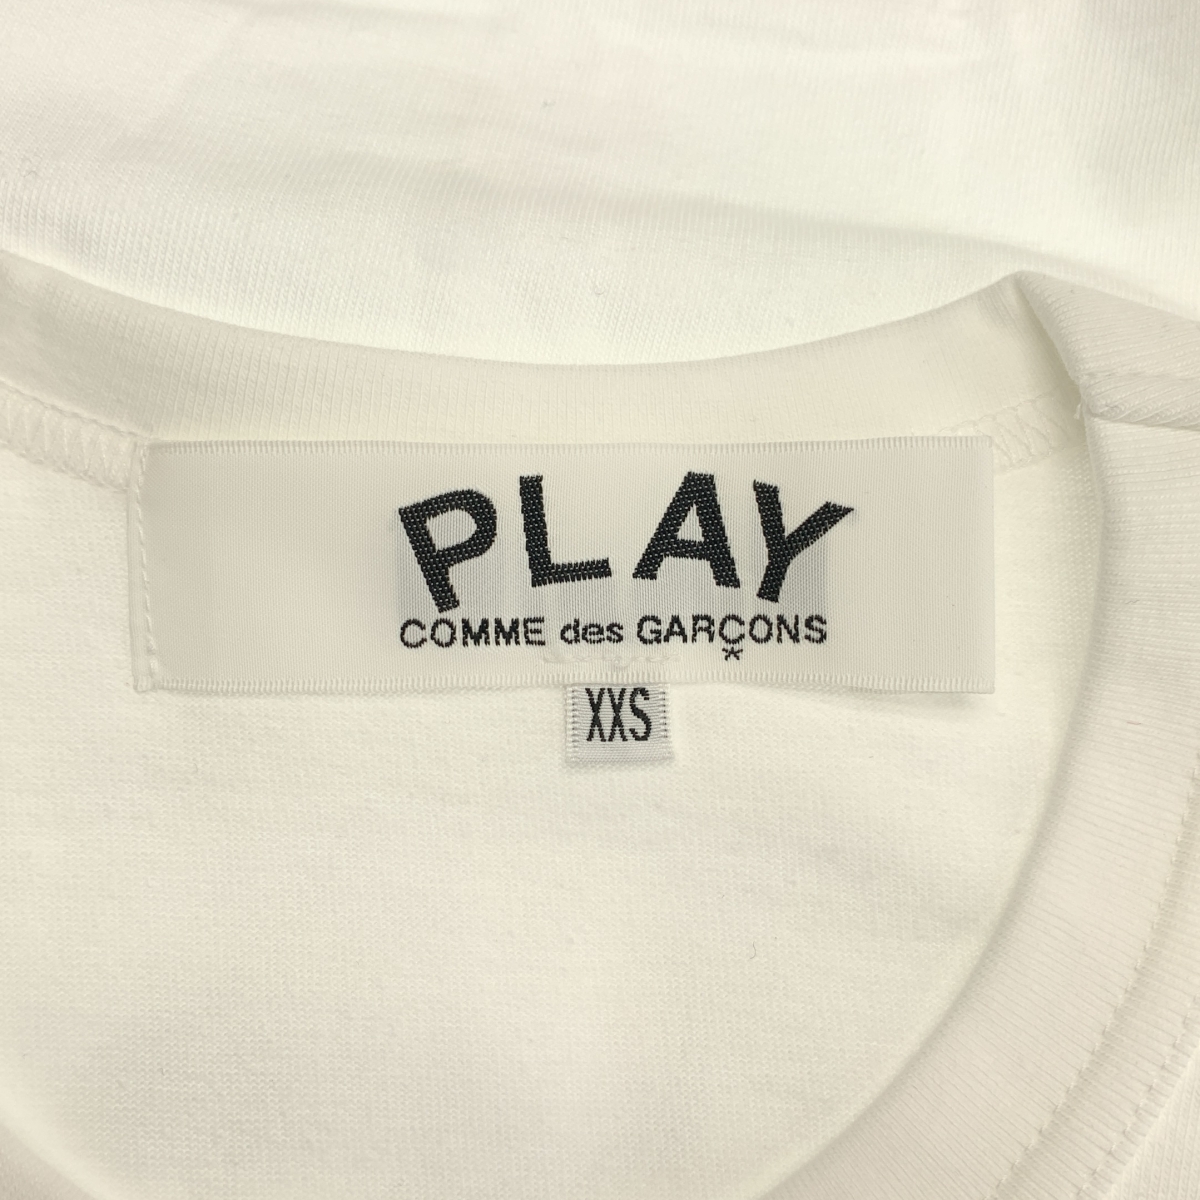 PLAY
COMME des GARÇONS
*
XXS